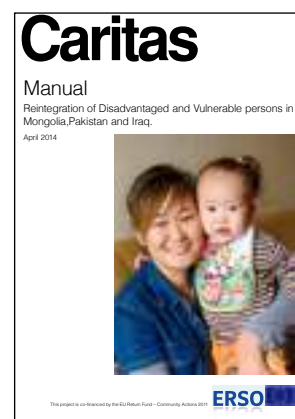 Caritas
Manual
Reintegration of Disadvantaged and Vulnerable persons in
Mongolia,Pakistan and Iraq.
April 2014
This project is co-financed by the EU Return Fund – Community Actions 2011
ERSO